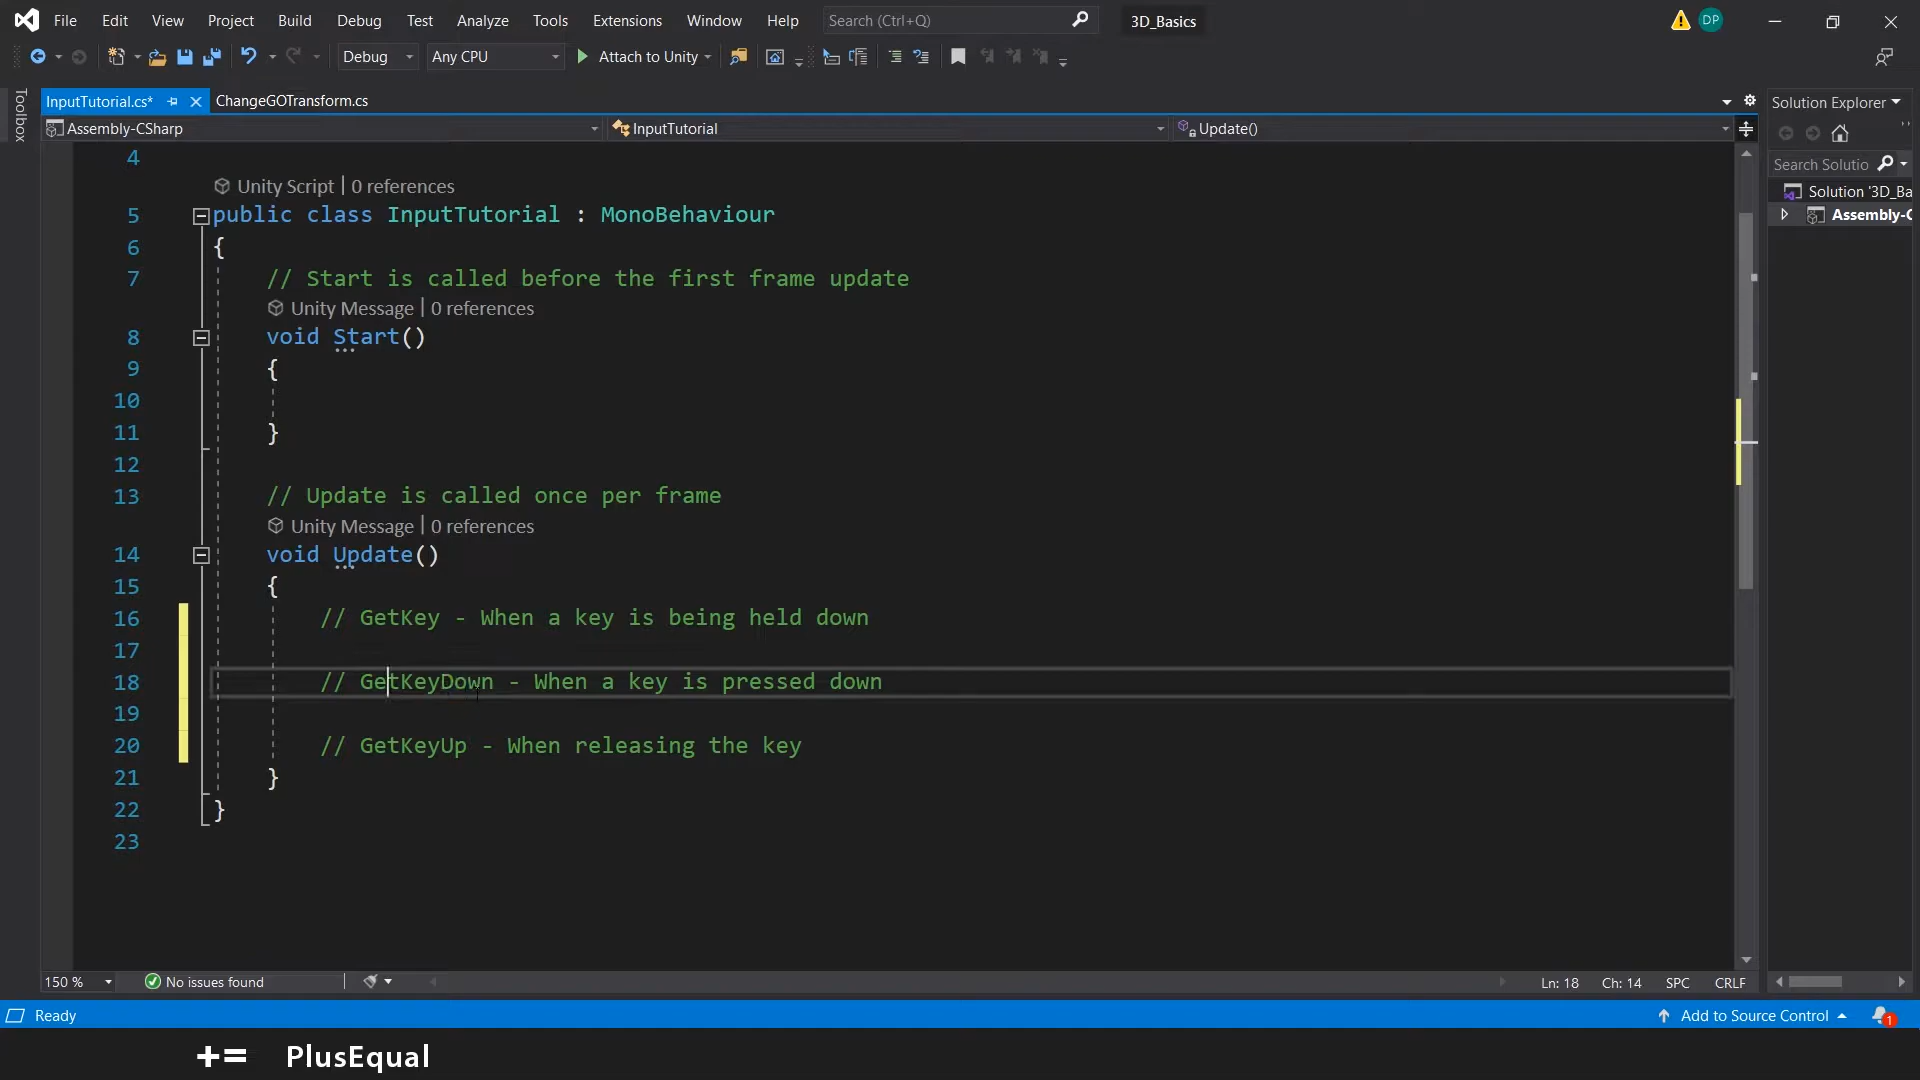 File Edit View Project Build Debug Test Analyze Tools Extensions Window Help Search (Ctrl+Q) 3D_Basics DP
Debug Any CPU Attach to Unity
Toolbox
InputTutorial.cs* ChangeGOTransform.cs
Solution Explorer
Assembly-CSharp InputTutorial Update()
Search Solutio
Solution '3D_Ba
Assembly-C
4
Unity Script | 0 references
5 public class InputTutorial : MonoBehaviour
6 {
7 // Start is called before the first frame update
Unity Message | 0 references
8 void Start()
9 {
10
11 }
12
13 // Update is called once per frame
Unity Message | 0 references
14 void Update()
15 {
16 // GetKey - When a key is being held down
17
18 // GetKeyDown - When a key is pressed down
19
20 // GetKeyUp - When releasing the key
21 }
22 }
23
150 % No issues found Ln: 18 Ch: 14 SPC CRLF
Ready Add to Source Control 1
+= PlusEqual